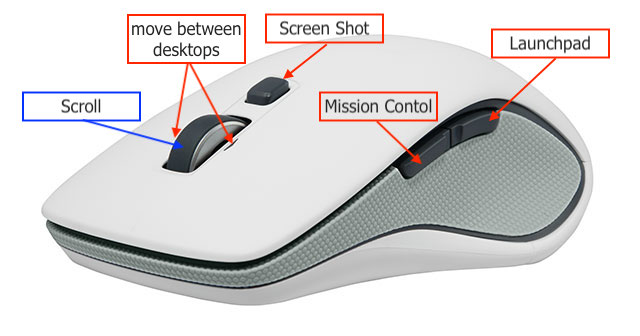 move between
desktops
Screen Shot
Launchpad
Scroll
Mission Contol